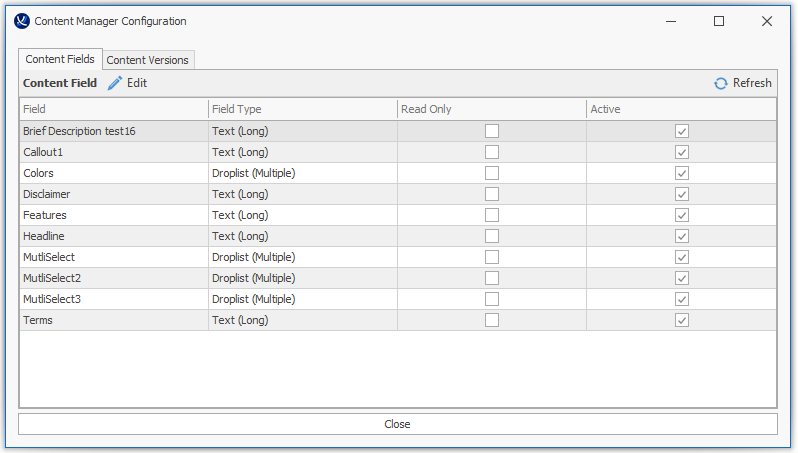 Content Manager Configuration
Content Fields Content Versions
Content Field Edit Refresh
Field Field Type Read Only Active
Brief Description test16 Text (Long)
Callout1 Text (Long)
Colors Droplist (Multiple)
Disclaimer Text (Long)
Features Text (Long)
Headline Text (Long)
MutliSelect Droplist (Multiple)
MutliSelect2 Droplist (Multiple)
MutliSelect3 Droplist (Multiple)
Terms Text (Long)
Close